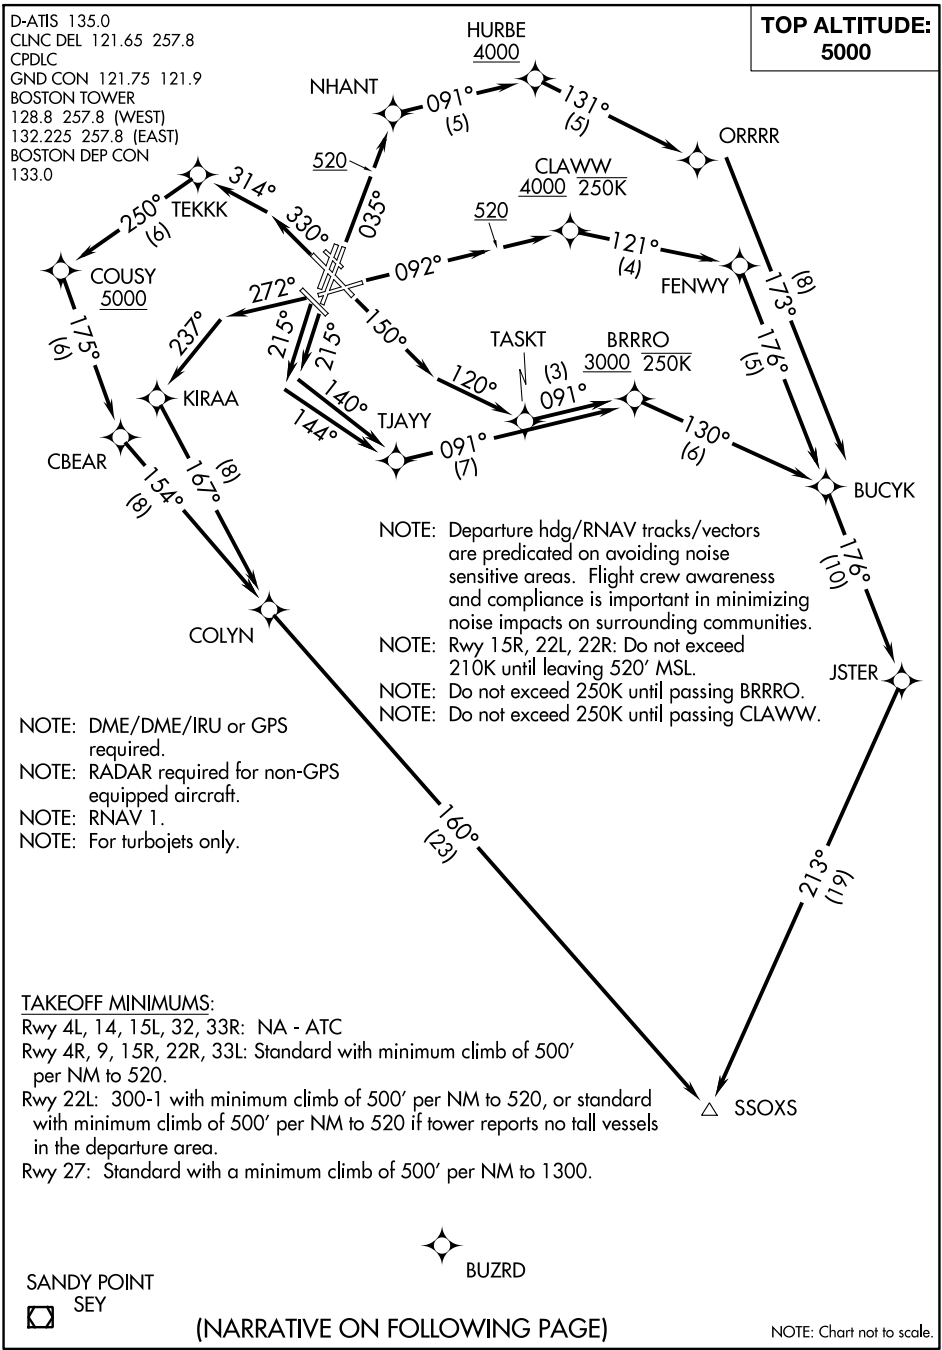 D-ATIS 135.0
CLNC DEL 121.65 257.8
CPDLC
GND CON 121.75 121.9
BOSTON TOWER
128.8 257.8 (WEST)
132.225 257.8 (EAST)
BOSTON DEP CON
133.0
TOP ALTITUDE:
5000
HURBE
4000
NHANT
091°
(5)
131°
(5)
ORRRR
520
035°
CLAWW
4000 250K
520
092°
121°
(4)
FENWY
173°
(8)
176°
(5)
TEKKK
314°
330°
250°
(6)
COUSY
5000
175°
(6)
272°
237°
215°
215°
150°
120°
TASKT
(3)
091°
BRRRO
3000 250K
KIRAA
140°
144°
TJAYY
091°
(7)
130°
(6)
BUCYK
CBEAR
154°
(8)
167°
(8)
176°
(10)
COLYN
JSTER
NOTE: Departure hdg/RNAV tracks/vectors
are predicated on avoiding noise
sensitive areas. Flight crew awareness
and compliance is important in minimizing
noise impacts on surrounding communities.
NOTE: Rwy 15R, 22L, 22R: Do not exceed
210K until leaving 520' MSL.
NOTE: Do not exceed 250K until passing BRRRO.
NOTE: Do not exceed 250K until passing CLAWW.
NOTE: DME/DME/IRU or GPS
required.
NOTE: RADAR required for non-GPS
equipped aircraft.
NOTE: RNAV 1.
NOTE: For turbojets only.
160°
(23)
213°
(19)
TAKEOFF MINIMUMS:
Rwy 4L, 14, 15L, 32, 33R: NA - ATC
Rwy 4R, 9, 15R, 22R, 33L: Standard with minimum climb of 500'
per NM to 520.
Rwy 22L: 300-1 with minimum climb of 500' per NM to 520, or standard
with minimum climb of 500' per NM to 520 if tower reports no tall vessels
in the departure area.
Rwy 27: Standard with a minimum climb of 500' per NM to 1300.
SSOXS
BUZRD
SANDY POINT
SEY
(NARRATIVE ON FOLLOWING PAGE)
NOTE: Chart not to scale.